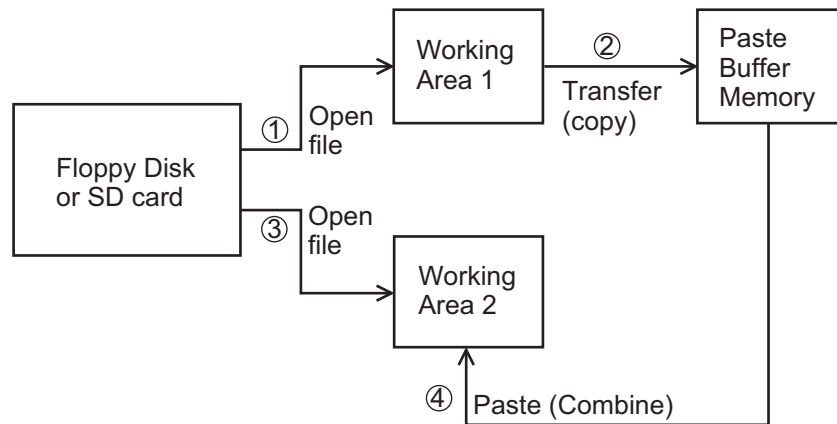 Floppy Disk
or SD card
①
Open
file
Working
Area 1
②
Transfer
(copy)
Paste
Buffer
Memory
③
Open
file
Working
Area 2
④
Paste (Combine)